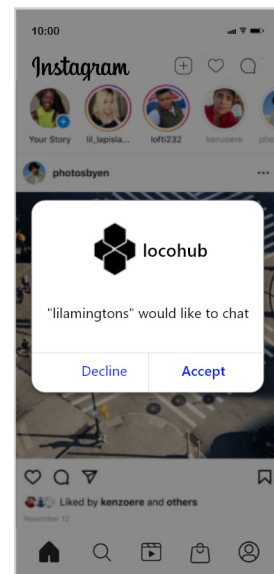 10:00
Instagram
Your Story
lil_lapisla...
lofti232
kenzoere
pho
photosbyen
locohub
"lilamingtons" would like to chat
Decline
Accept
Liked by kenzoere and others
November 12